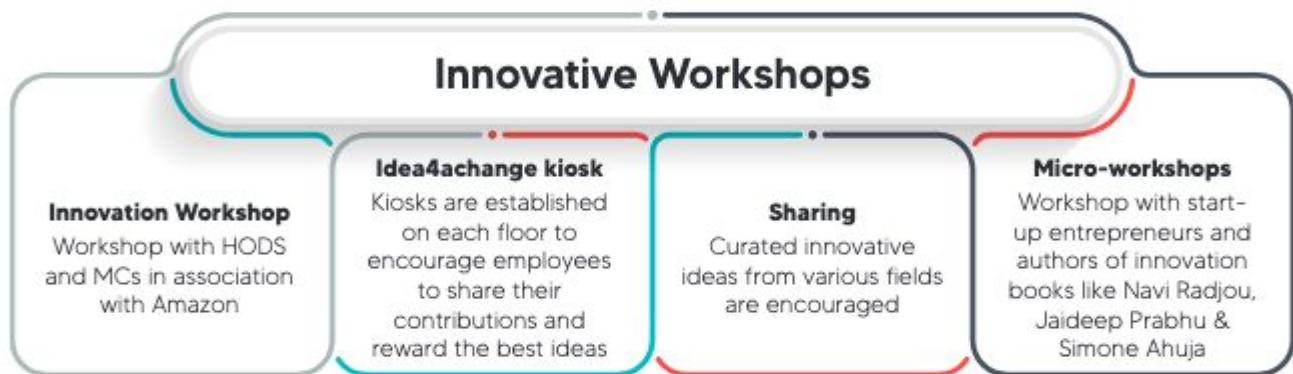 Innovative Workshops
Innovation Workshop
Workshop with HODS
and MCs in association
with Amazon
Idea4achange kiosk
Kiosks are established
on each floor to
encourage employees
to share their
contributions and
reward the best ideas
Sharing
Curated innovative
ideas from various fields
are encouraged
Micro-workshops
Workshop with start-
up entrepreneurs and
authors of innovation
books like Navi Radjou,
Jaideep Prabhu &
Simone Ahuja